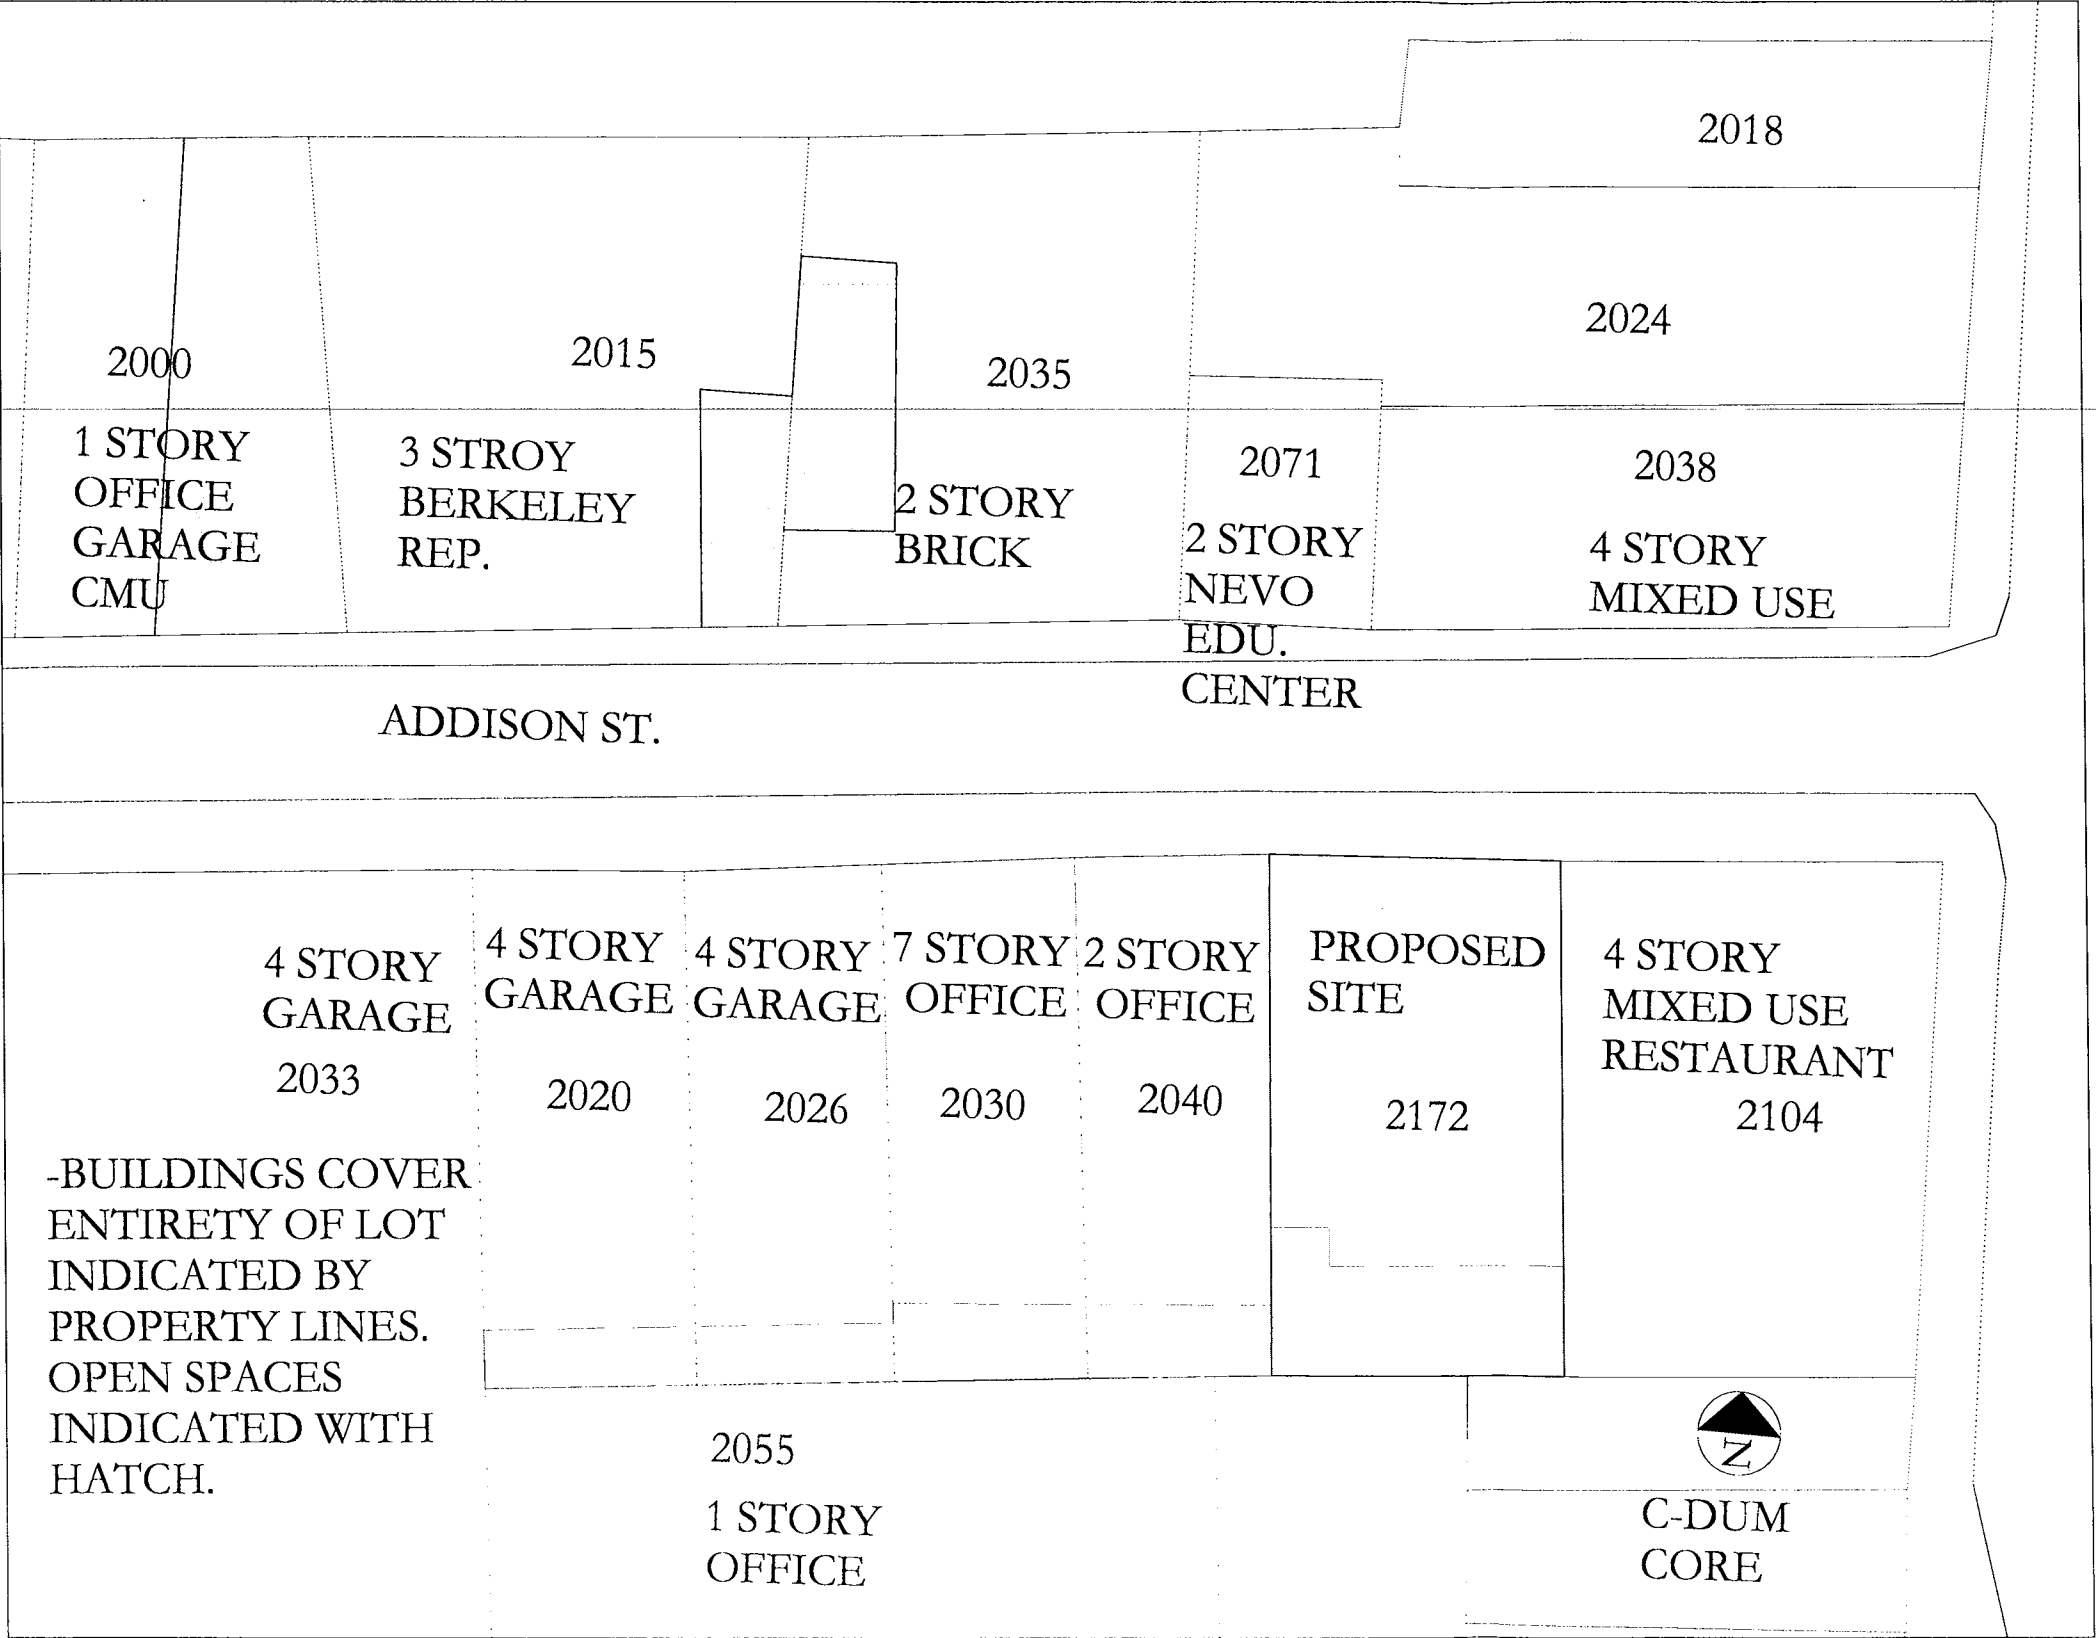 2018
2024
2000
1 STORY
OFFICE
GARAGE
CMU
2015
3 STROY
BERKELEY
REP.
2035
2 STORY
BRICK
2071
2 STORY
NEVO
EDU.
CENTER
2038
4 STORY
MIXED USE
ADDISON ST.
4 STORY
GARAGE
2033
4 STORY
GARAGE
2020
4 STORY
GARAGE
2026
7 STORY
OFFICE
2030
2 STORY
OFFICE
2040
PROPOSED
SITE
2172
4 STORY
MIXED USE
RESTAURANT
2104
-BUILDINGS COVER
ENTIRETY OF LOT
INDICATED BY
PROPERTY LINES.
OPEN SPACES
INDICATED WITH
HATCH.
2055
1 STORY
OFFICE
N
C-DUM
CORE